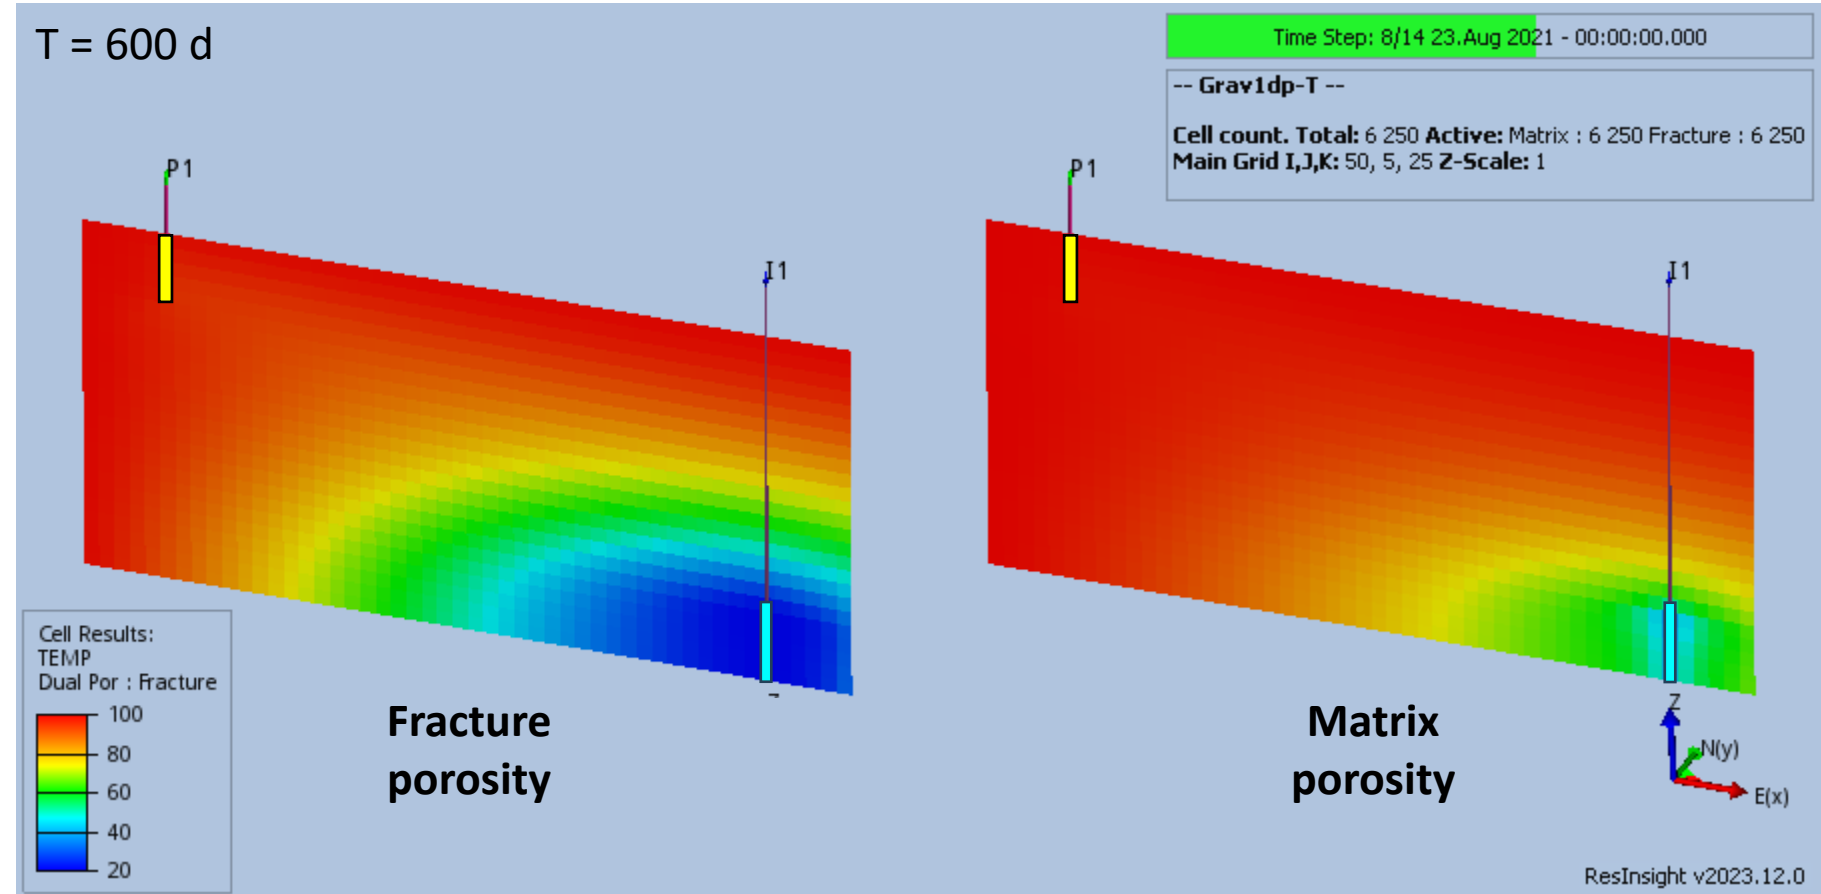 T = 600 d
Time Step: 8/14 23.Aug 2021 - 00:00:00.000
-- Grav1dp-T --
Cell count. Total: 6 250 Active: Matrix : 6 250 Fracture : 6 250
Main Grid I,J,K: 50, 5, 25 Z-Scale: 1
P1
I1
P1
I1
Cell Results:
TEMP
Dual Por : Fracture
100
80
60
40
20
Fracture
porosity
Matrix
porosity
Z
N(y)
E(x)
ResInsight v2023.12.0